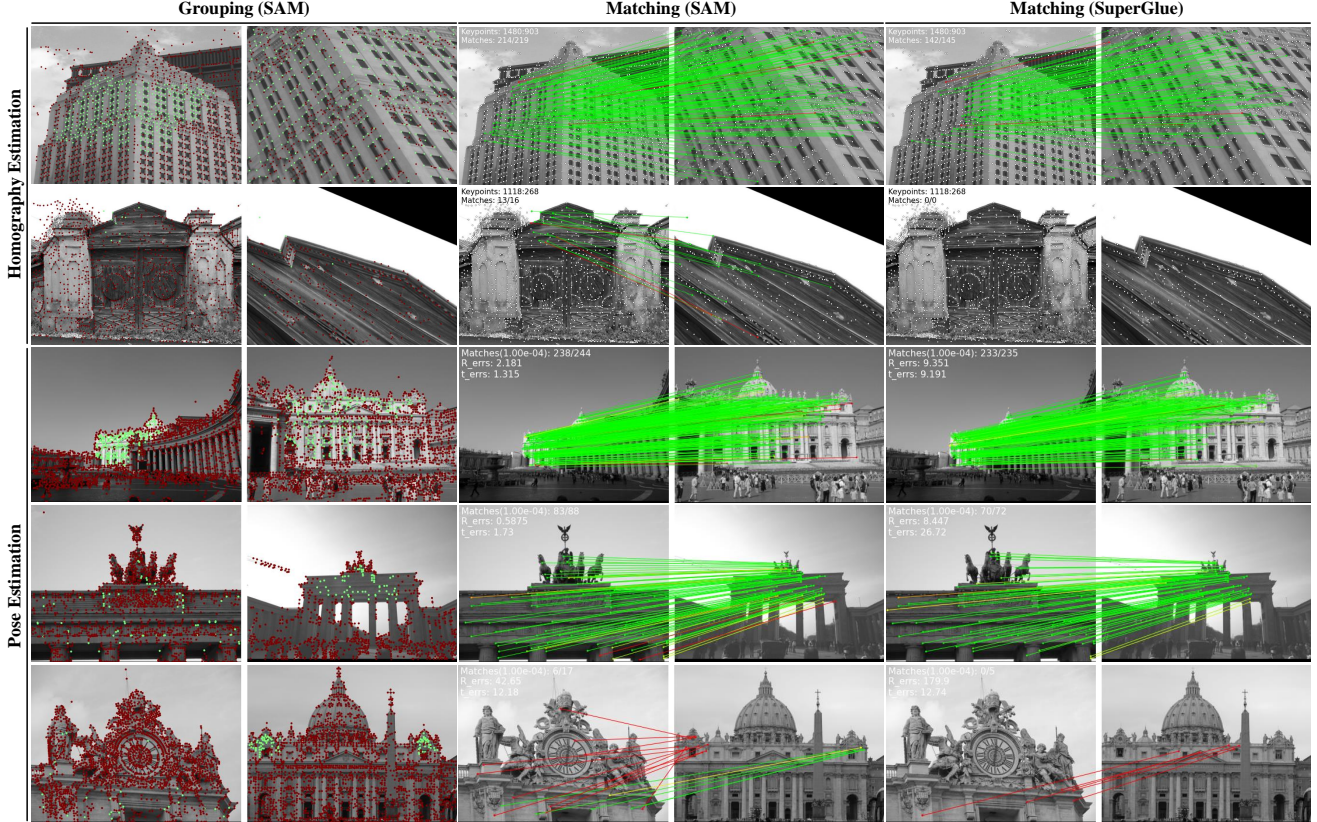 Grouping (SAM)
Matching (SAM)
Matching (SuperGlue)
Homography Estimation
Keypoints: 1480:903
Matches: 214/219
Keypoints: 1480:903
Matches: 142/145
Keypoints: 1118:268
Matches: 13/16
Keypoints: 1118:268
Matches: 0/0
Pose Estimation
Matches(1.00e-04): 238/244
R_errs: 2.181
t_errs: 1.315
Matches(1.00e-04): 233/235
R_errs: 9.351
t_errs: 9.191
Matches(1.00e-04): 83/88
R_errs: 0.5875
t_errs: 1.73
Matches(1.00e-04): 70/72
R_errs: 8.447
t_errs: 26.72
Matches(1.00e-04): 6/17
R_errs: 42.65
t_errs: 12.18
Matches(1.00e-04): 0/5
R_errs: 179.9
t_errs: 12.74